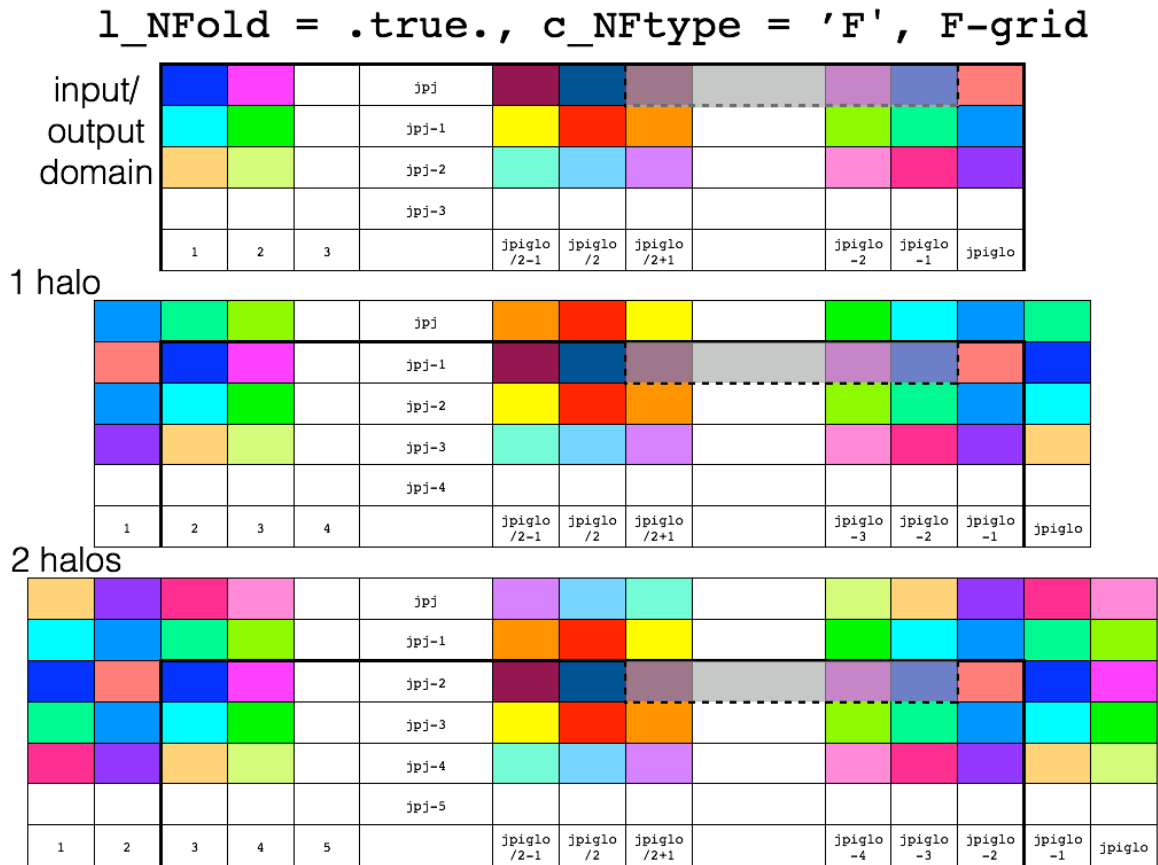 l_NFold = .true., c_NFtype = 'F', F-grid
input/
output
domain
jpj
jpj-1
jpj-2
jpj-3
1 2 3 jpiglo/2-1 jpiglo/2 jpiglo/2+1 jpiglo-2 jpiglo-1 jpiglo
1 halo
jpj
jpj-1
jpj-2
jpj-3
jpj-4
1 2 3 4 jpiglo/2-1 jpiglo/2 jpiglo/2+1 jpiglo-3 jpiglo-2 jpiglo-1 jpiglo
2 halos
jpj
jpj-1
jpj-2
jpj-3
jpj-4
jpj-5
1 2 3 4 5 jpiglo/2-1 jpiglo/2 jpiglo/2+1 jpiglo-4 jpiglo-3 jpiglo-2 jpiglo-1 jpiglo